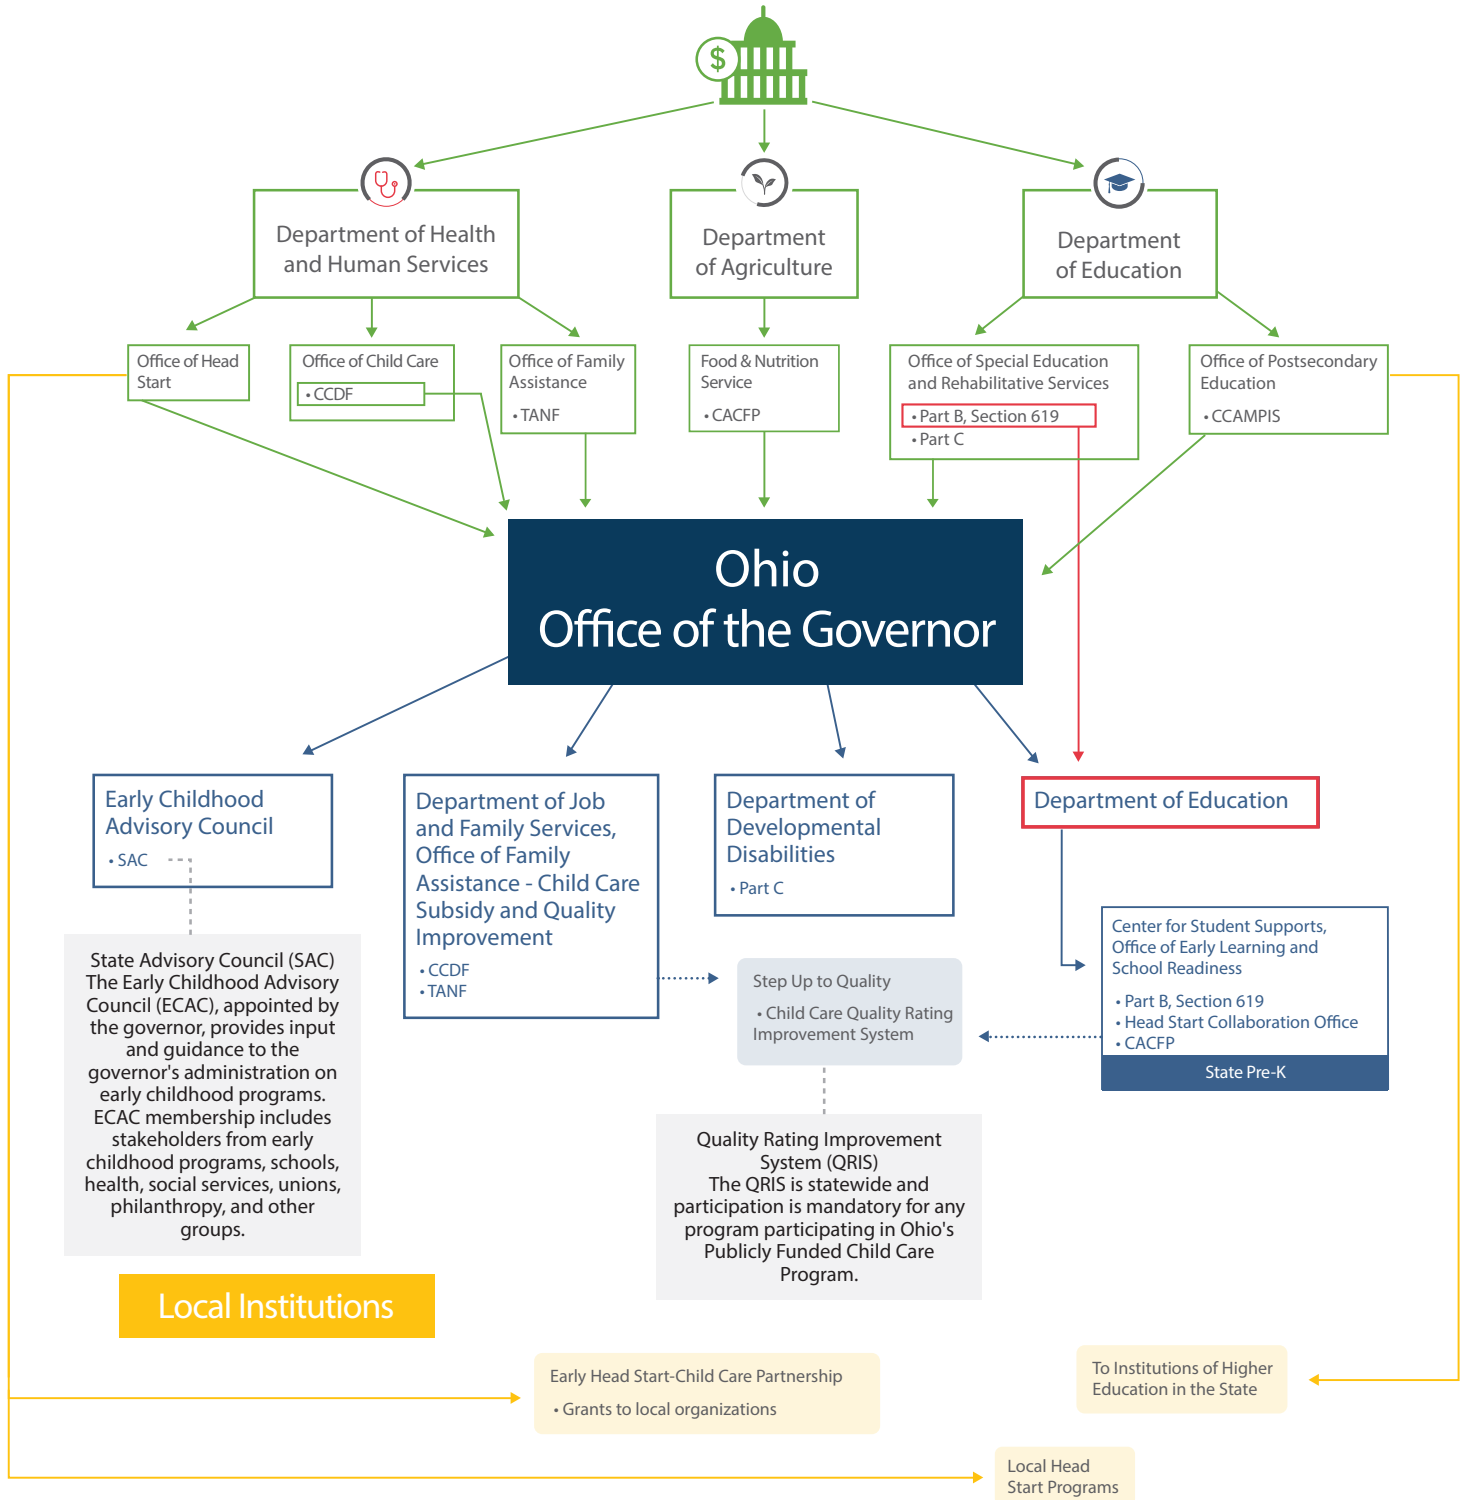 $
Department of Health
and Human Services
Department
of Agriculture
Department
of Education
Office of Head
Start
Office of Child Care
• CCDF
Office of Family
Assistance
• TANF
Food & Nutrition
Service
• CACFP
Office of Special Education
and Rehabilitative Services
• Part B, Section 619
• Part C
Office of Postsecondary
Education
• CCAMPIS
Ohio
Office of the Governor
Early Childhood
Advisory Council
• SAC
Department of Job
and Family Services,
Office of Family
Assistance - Child Care
Subsidy and Quality
Improvement
• CCDF
• TANF
Department of
Developmental
Disabilities
• Part C
Department of Education
Center for Student Supports,
Office of Early Learning and
School Readiness
• Part B, Section 619
• Head Start Collaboration Office
• CACFP
State Pre-K
State Advisory Council (SAC)
The Early Childhood Advisory
Council (ECAC), appointed by
the governor, provides input
and guidance to the
governor's administration on
early childhood programs.
ECAC membership includes
stakeholders from early
childhood programs, schools,
health, social services, unions,
philanthropy, and other
groups.
Step Up to Quality
• Child Care Quality Rating
Improvement System
Quality Rating Improvement
System (QRIS)
The QRIS is statewide and
participation is mandatory for any
program participating in Ohio's
Publicly Funded Child Care
Program.
Local Institutions
Early Head Start-Child Care Partnership
• Grants to local organizations
To Institutions of Higher
Education in the State
Local Head
Start Programs